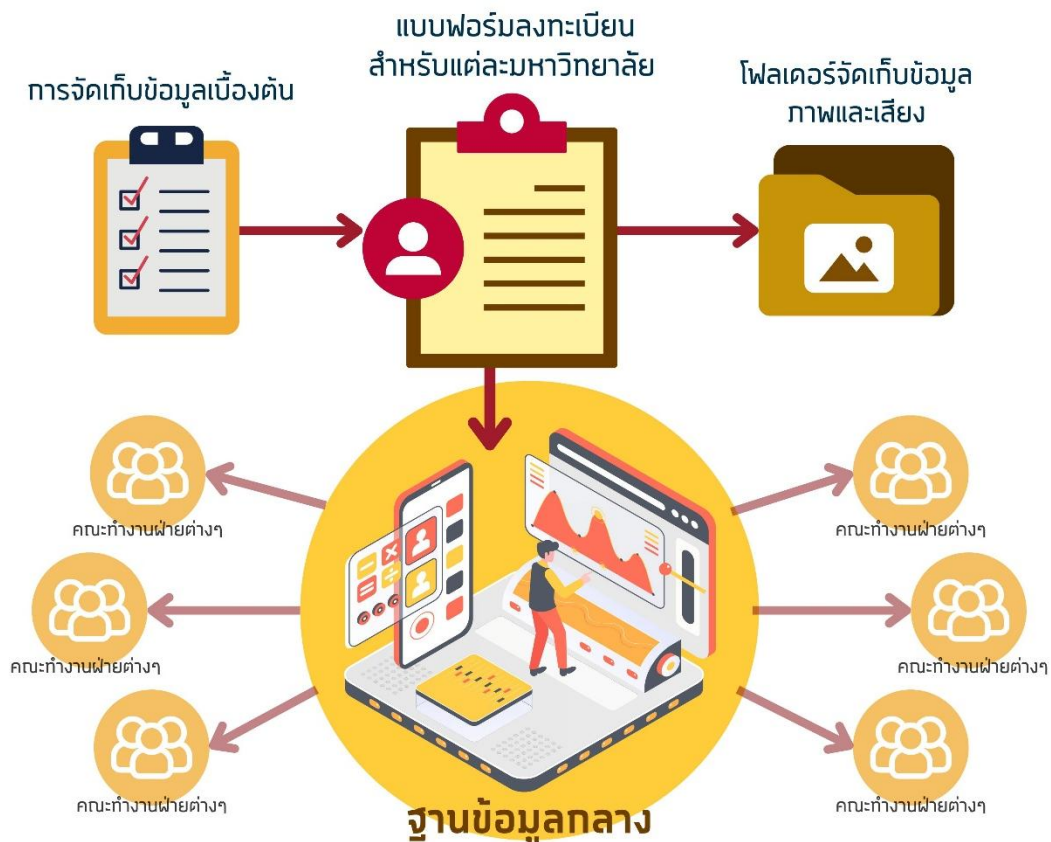 แบบฟอร์มลงทะเบียน
สำหรับแต่ละมหาวิทยาลัย
การจัดเก็บข้อมูลเบื้องต้น
โฟลเดอร์จัดเก็บข้อมูล
ภาพและเสียง
คณะทำงานฝ่ายต่างๆ
คณะทำงานฝ่ายต่างๆ
คณะทำงานฝ่ายต่างๆ
คณะทำงานฝ่ายต่างๆ
คณะทำงานฝ่ายต่างๆ
คณะทำงานฝ่ายต่างๆ
ฐานข้อมูลกลาง